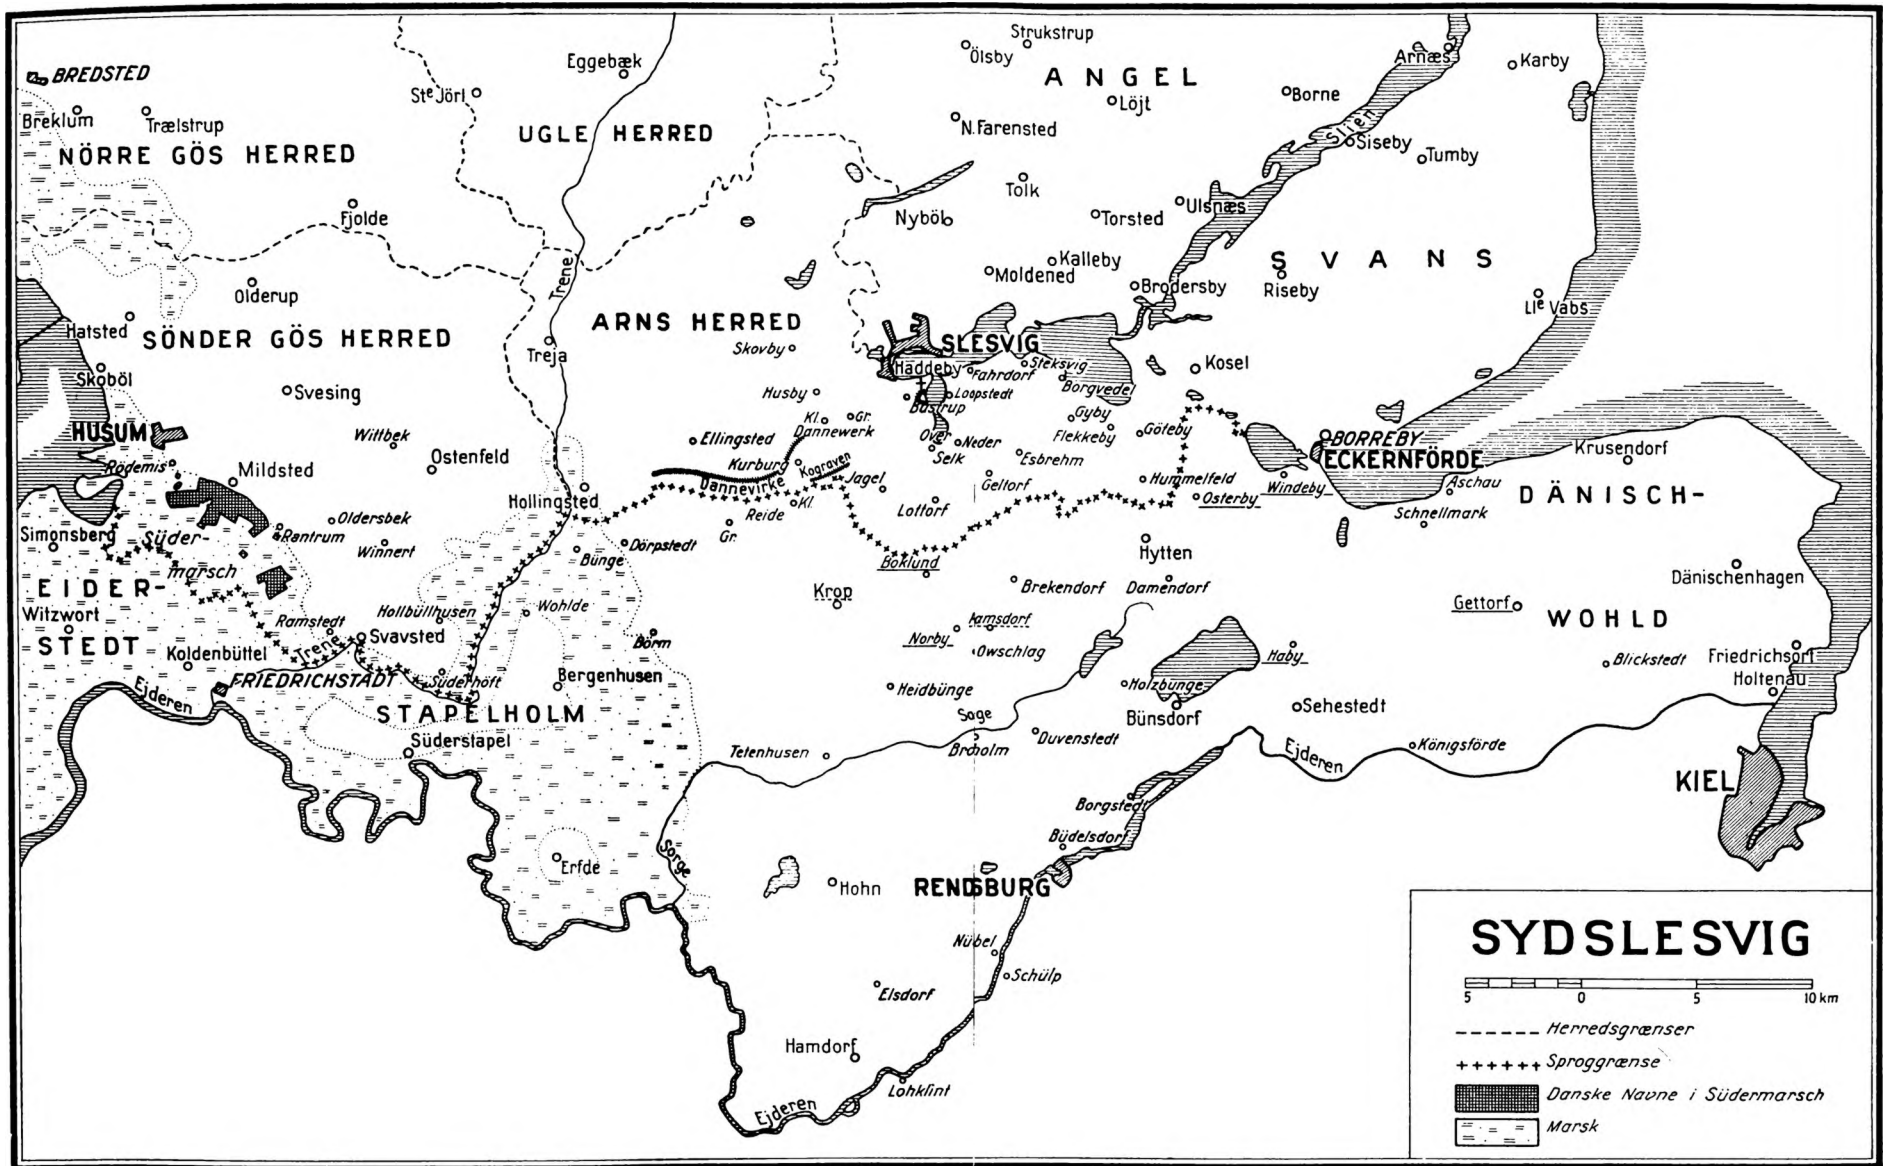 BREDSTED
Breklum
Trælstrup
NÖRRE GÖS HERRED
Fjolde
Ste Jörl
Eggebæk
UGLE HERRED
Strukstrup
Ölsby
ANGEL
Löjt
Borne
Arnæs
Karby
N. Farensted
Slien
Siseby
Tumby
Tolk
Nyböl
Torsted
Ulsnæs
Kalleby
Moldened
Brodersby
SVANS
Riseby
Lle Vabs
Olderup
Hatsted
SÖNDER GÖS HERRED
Trene
Treja
ARNS HERRED
Skovby
SLESVIG
Haddeby
Fahrdorf
Steksvig
Borgvedel
Kosel
Skoböl
Svesing
Husby
Bustrup
Loopstedt
HUSUM
Wittbek
Ostenfeld
Ellingsted
Kl.
Gr.
Dannewerk
Over
Neder
Selk
Gyby
Flekkeby
Göteby
BORREBY
ECKERNFÖRDE
Krusendorf
Rödemis
Mildsted
Hollingsted
Kurburg
Kograven
Dannevirke
Jagel
Esbrehm
Geltorf
Hummelfeld
Osterby
Windeby
Aschau
Schnellmark
DÄNISCH-
Simonsberg
Süder-
marsch
Oldersbek
Rantrum
Winnert
Bünge
Dörpstedt
Reide
Kl.
Gr.
Lottorf
Boklund
Hytten
Dänischenhagen
EIDER-
Witzwort
STEDT
Ramstedt
Hollbüllhusen
Wohlde
Krop
Brekendorf
Damendorf
Gettorf
WOHLD
Koldenbüttel
Trene
Svavsted
Börm
Norby
Ramsdorf
Owschlag
Haby
Blickstedt
Friedrichsort
Holtenau
Ejderen
FRIEDRICHSTADT
Süderhöft
Bergenhusen
Heidbünge
Holzbünge
Bünsdorf
Sehestedt
STAPELHOLM
Süderstapel
Tetenhusen
Soge
Duvenstedt
Ejderen
Königsförde
KIEL
Borgstedt
Büdelsdorf
Erfde
Sorge
Hohn
RENDSBURG
Nübel
Schülp
Elsdorf
Hamdorf
Lohklint
Ejderen
SYDSLESVIG
5 0 5 10 km
Herredsgrænser
Sproggrænse
Danske Navne i Südermarsch
Marsk